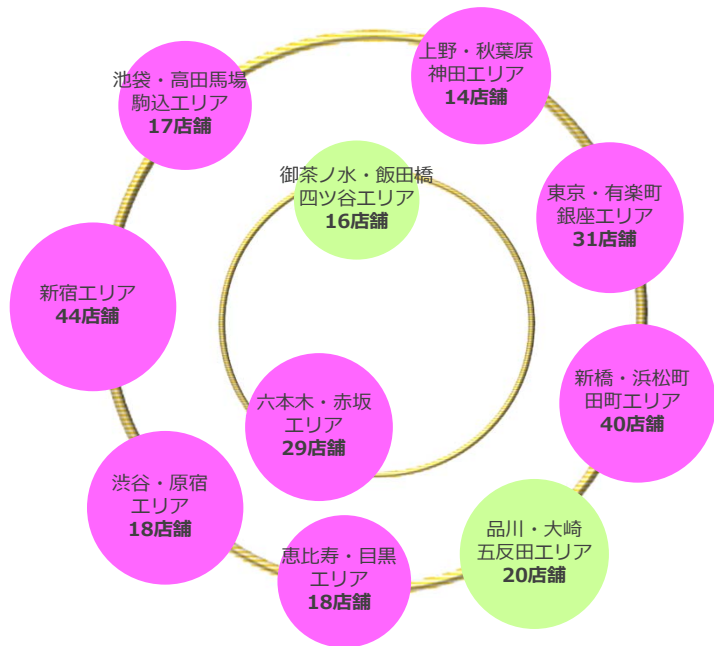 上野・秋葉原
神田エリア
14店舗
池袋・高田馬場
駒込エリア
17店舗
御茶ノ水・飯田橋
四ツ谷エリア
16店舗
東京・有楽町
銀座エリア
31店舗
新宿エリア
44店舗
新橋・浜松町
田町エリア
40店舗
六本木・赤坂
エリア
29店舗
渋谷・原宿
エリア
18店舗
品川・大崎
五反田エリア
20店舗
恵比寿・目黒
エリア
18店舗